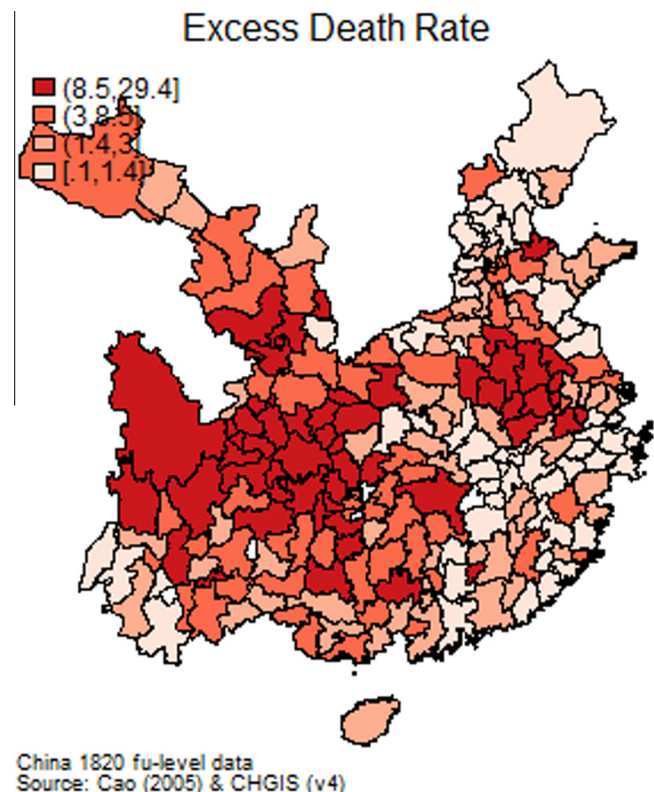 Excess Death Rate
(8.5,29.4]
(3,8.5]
(1.4,3]
[.1,1.4]
China 1820 fu-level data
Source: Cao (2005) & CHGIS (v4)